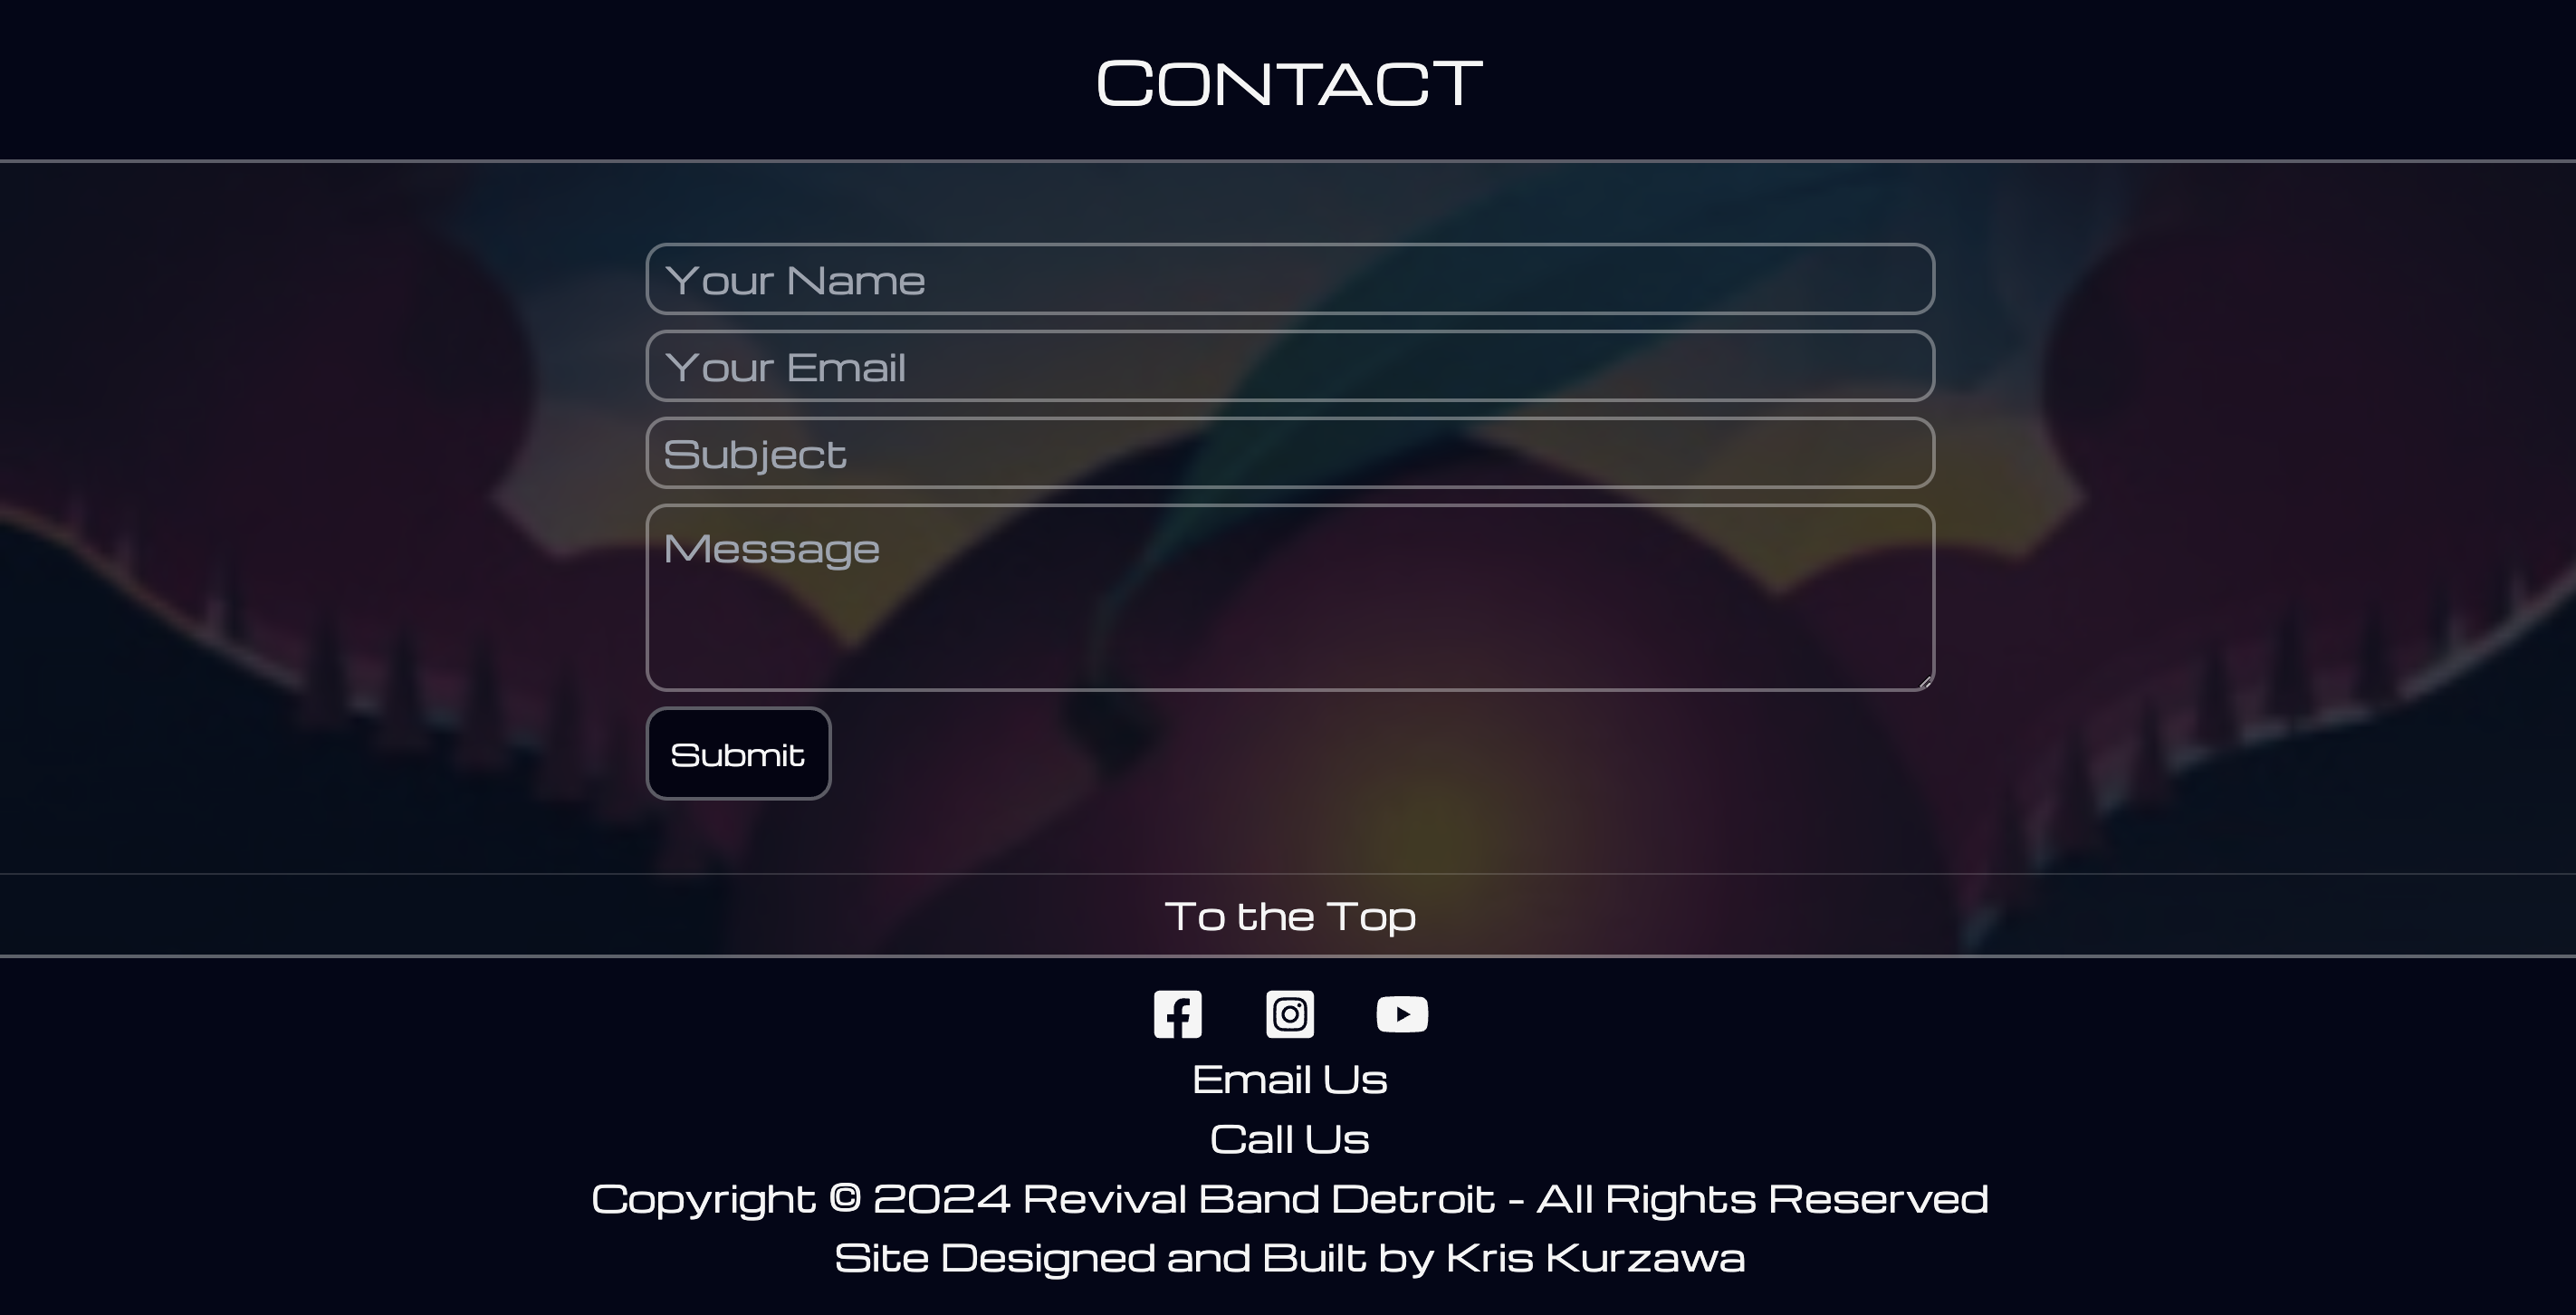 CONTACT
Your Name
Your Email
Subject
Message
Submit
To the Top
Email Us
Call Us
Copyright © 2024 Revival Band Detroit - All Rights Reserved
Site Designed and Built by Kris Kurzawa